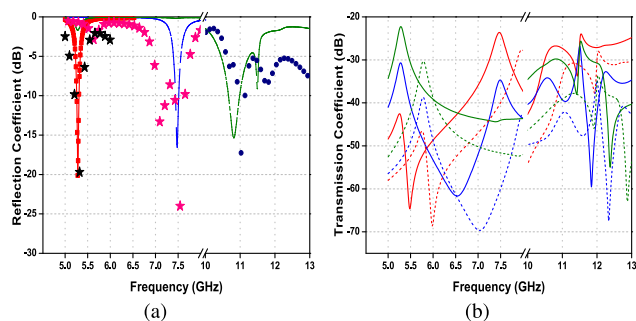 Reflection Coefficient (dB)
0
-5
-10
-15
-20
-25
-30
5.0 5.5 6.0 6.5 7.0 7.5 10 11 12 13
Frequency (GHz)
(a)
Transmission Coefficient (dB)
-20
-30
-40
-50
-60
-70
5.0 5.5 6.0 6.5 7.0 7.5 10 11 12 13
Frequency (GHz)
(b)